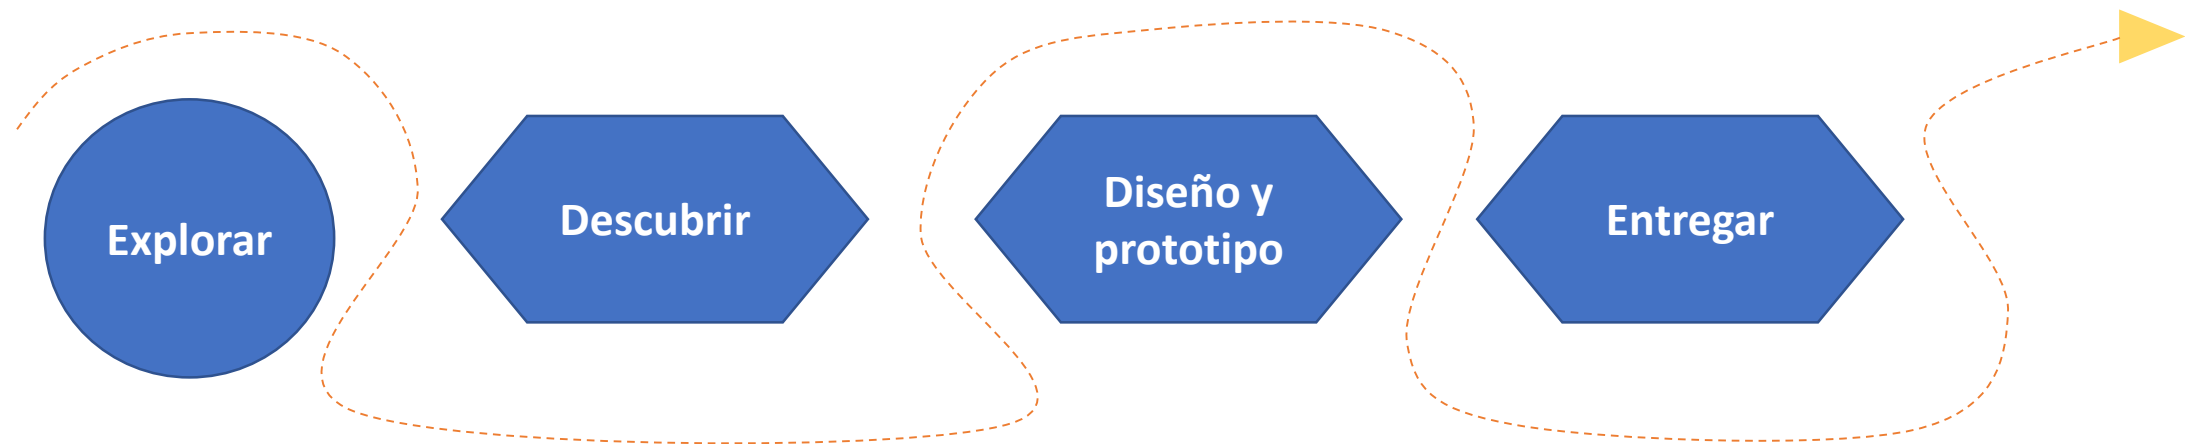 Explorar
Descubrir
Diseño y
prototipo
Entregar